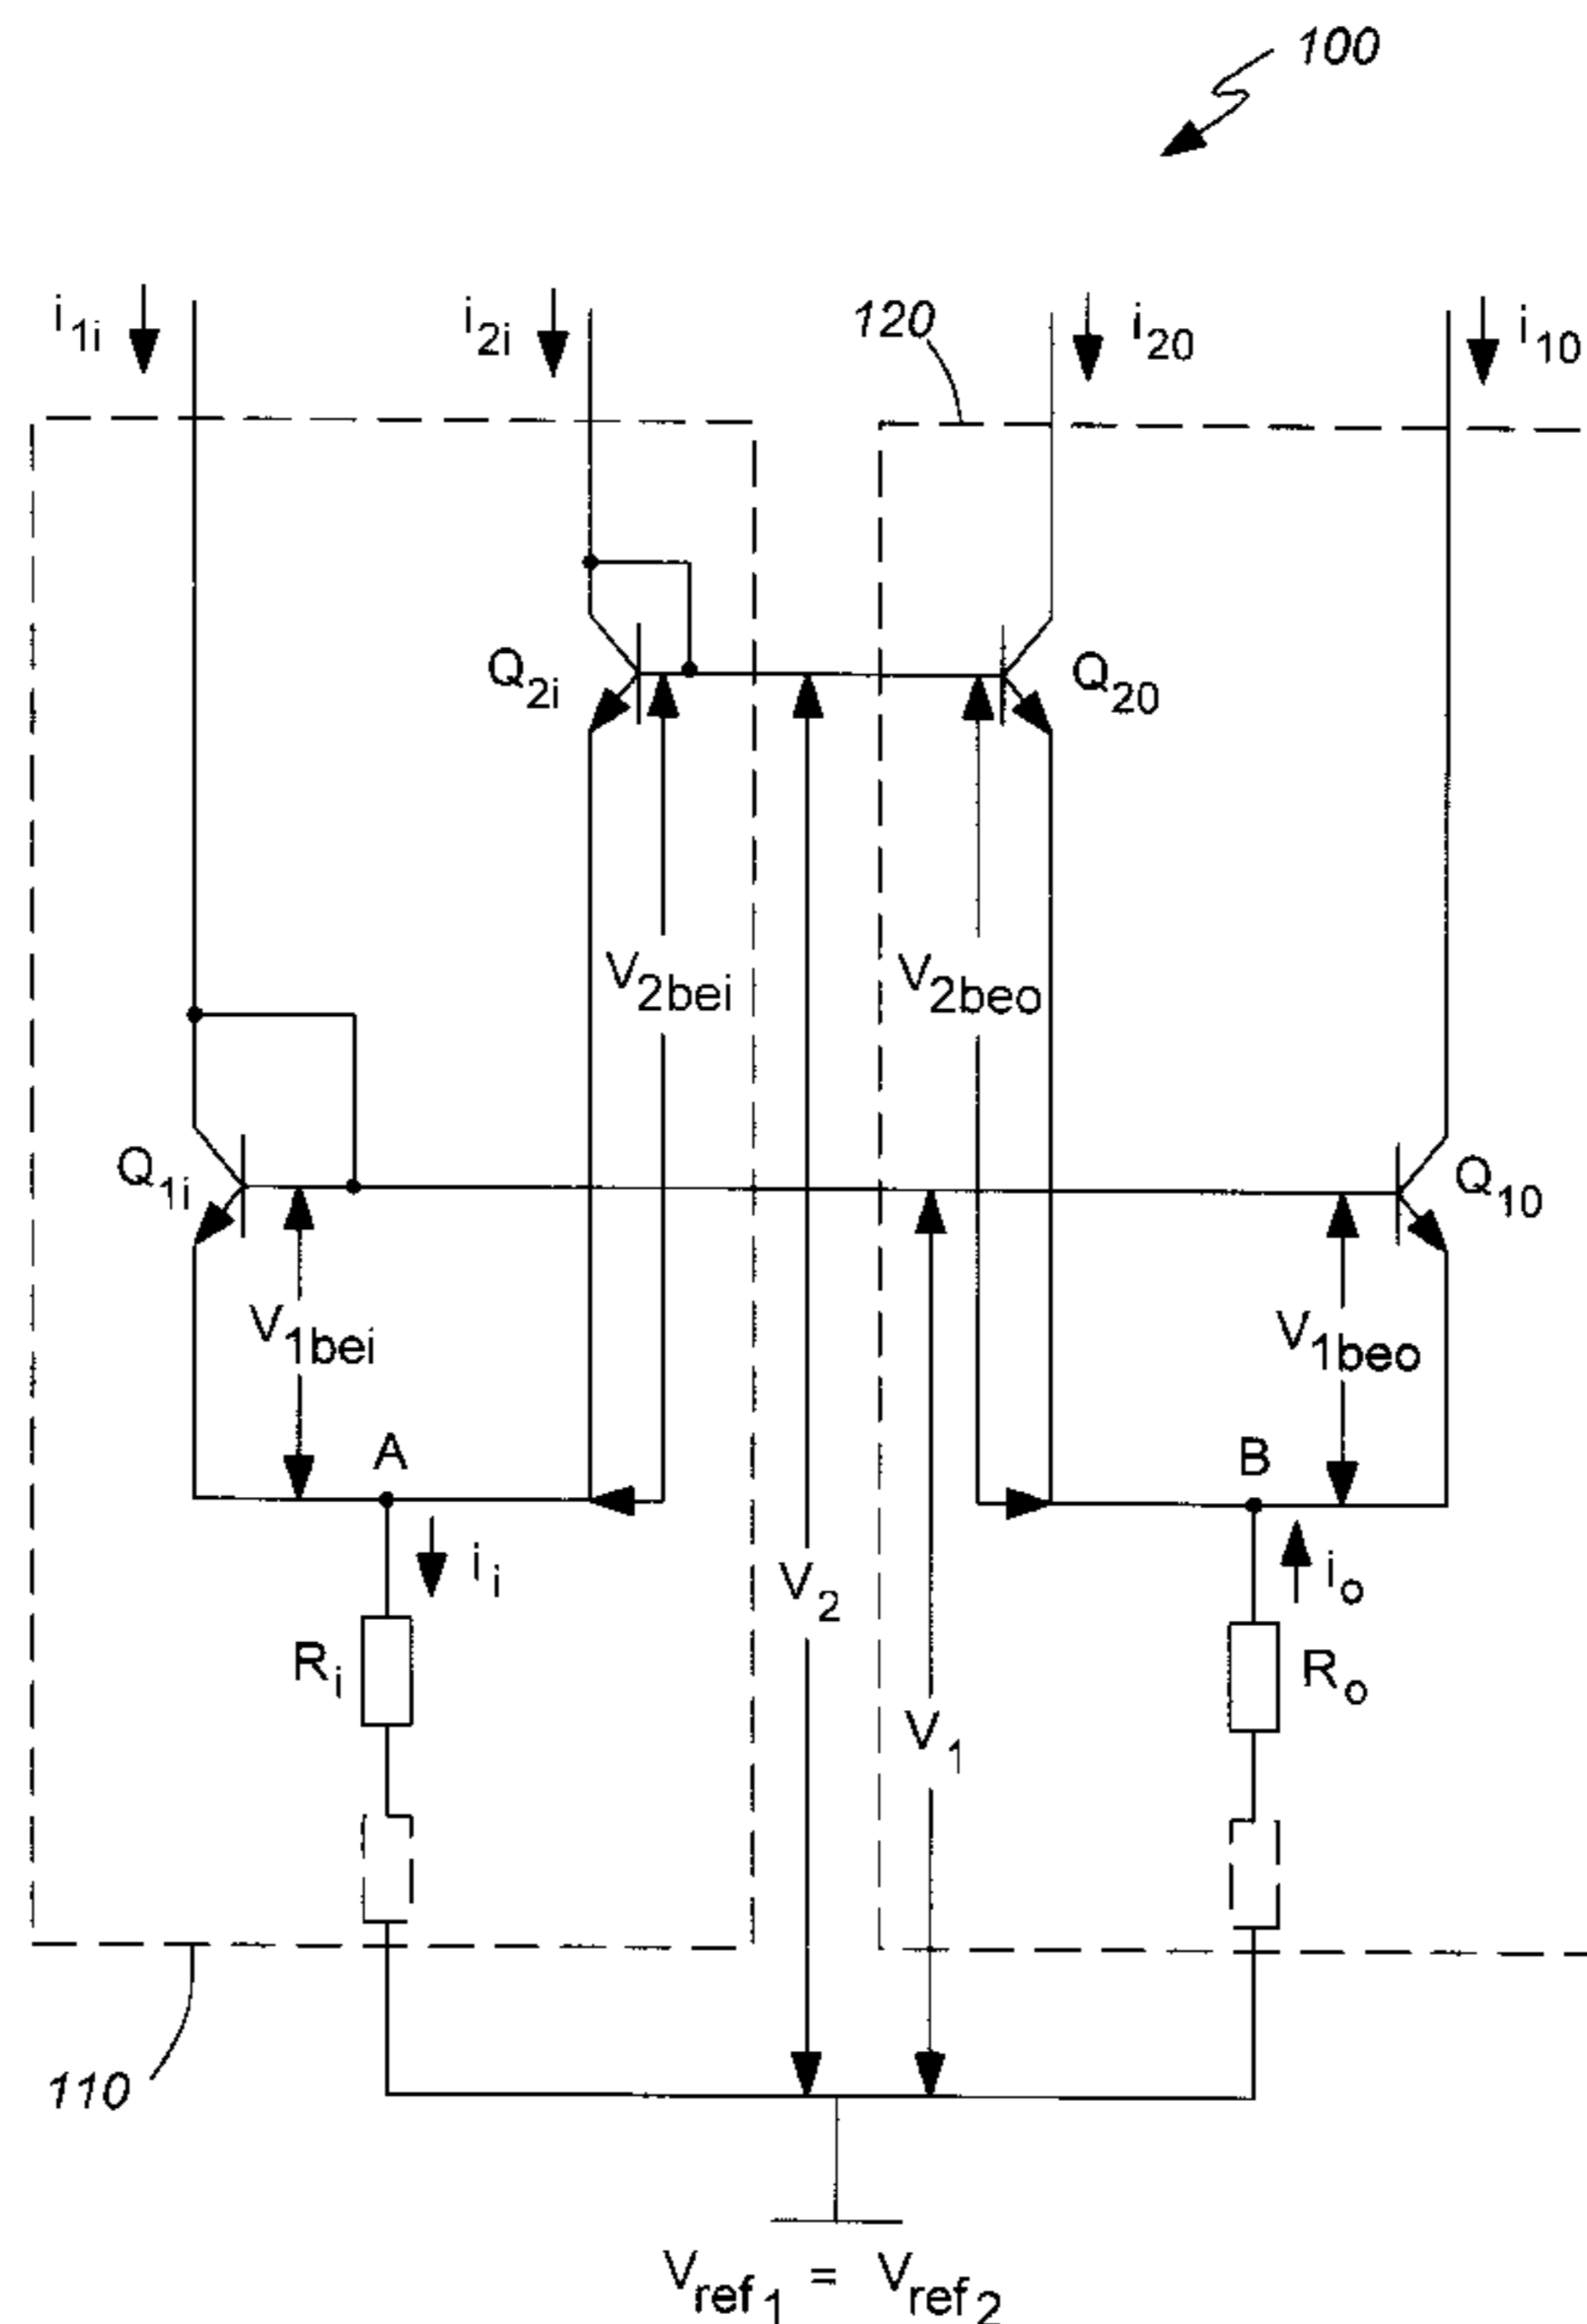 100
i1i
i2i
120
i20
i10
Q2i
Q20
V2bei
V2beo
Q1i
Q10
V1bei
V1beo
A
B
ii
io
V2
Ri
Ro
V1
110
Vref1 = Vref2